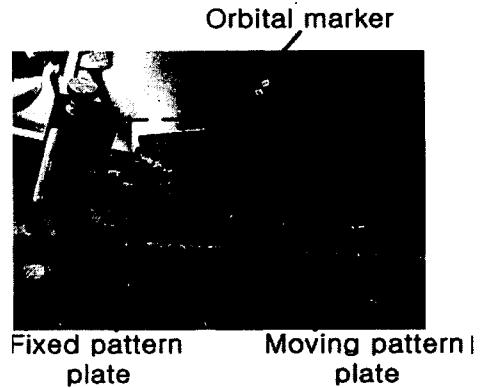 Orbital marker
Fixed pattern
plate
Moving pattern
plate